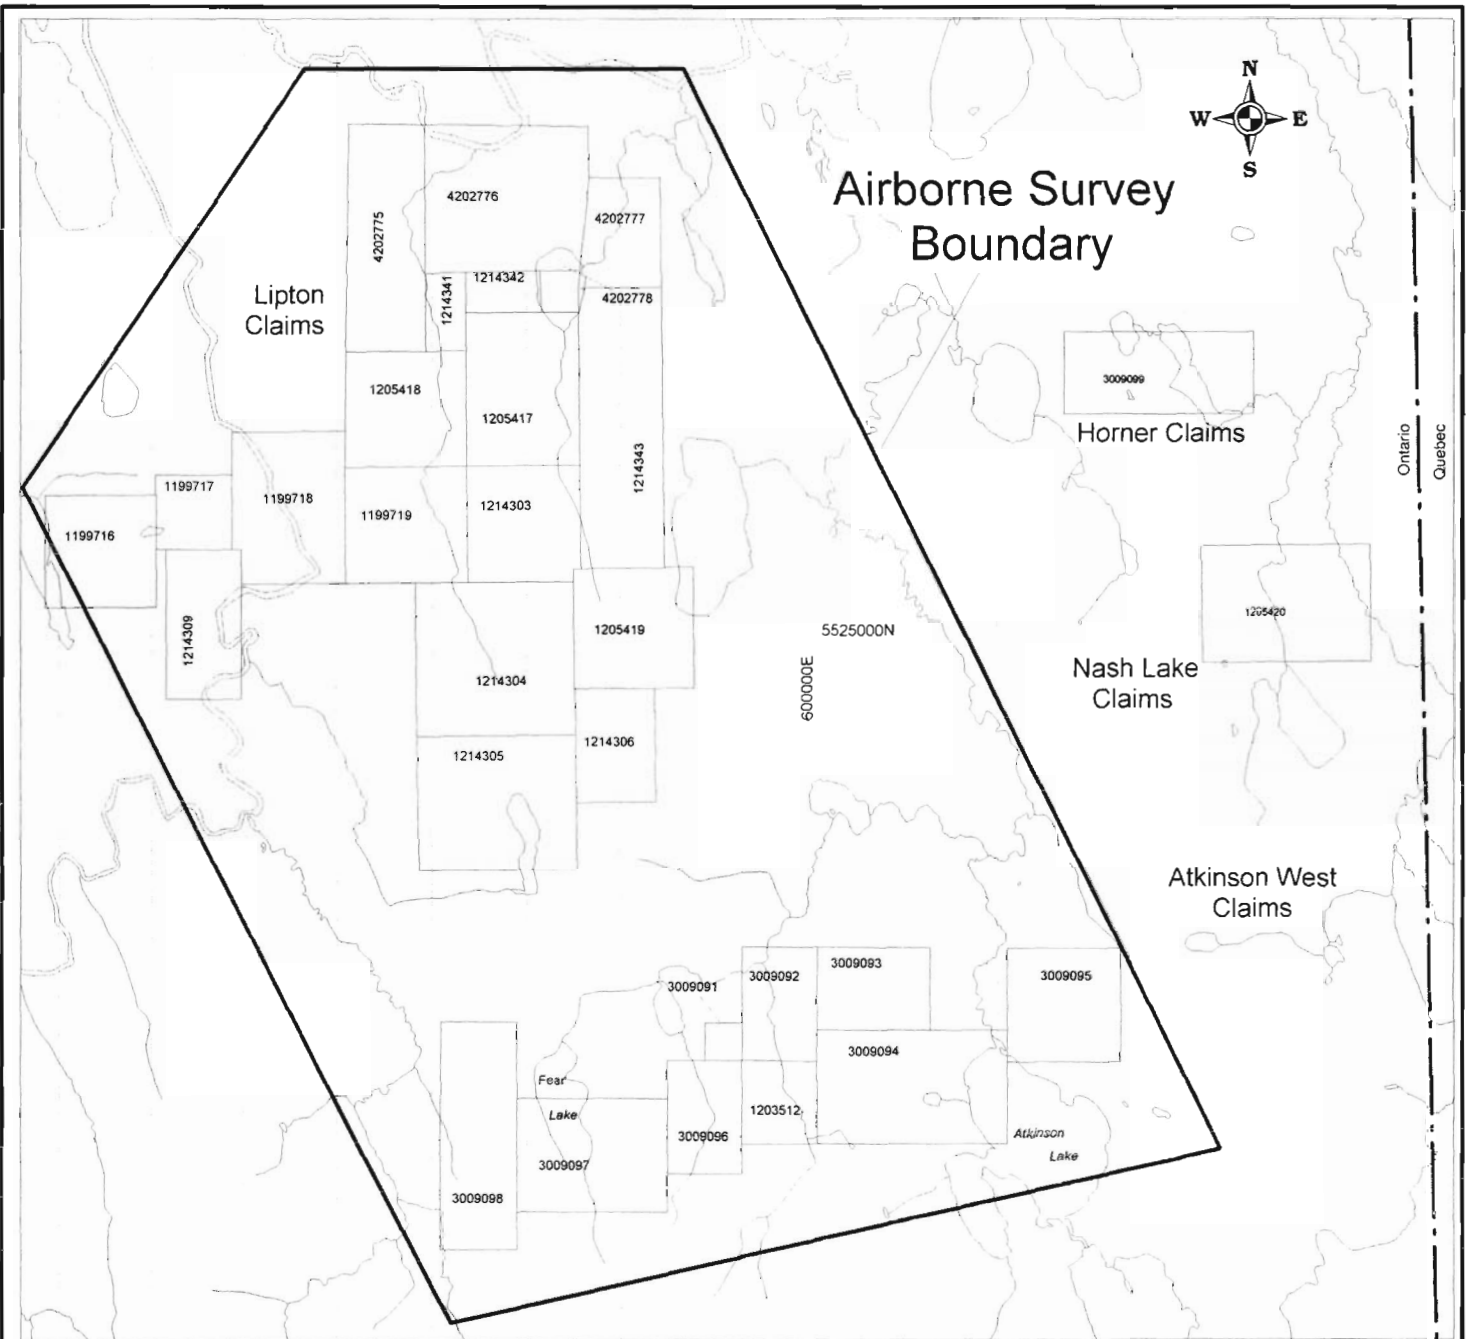 N
W E
S
Airborne Survey
Boundary
4202776
4202775
4202777
1214341
1214342
4202778
Lipton
Claims
3009099
1205418
1205417
Horner Claims
Ontario
Quebec
1214343
1199717
1199718
1199719
1214303
1199716
1205420
1214309
1205419
5525000N
600000E
Nash Lake
Claims
1214304
1214305
1214306
Atkinson West
Claims
3009091
3009092
3009093
3009095
3009094
Fear
Lake
1203512
3009096
Atkinson
Lake
3009097
3009098